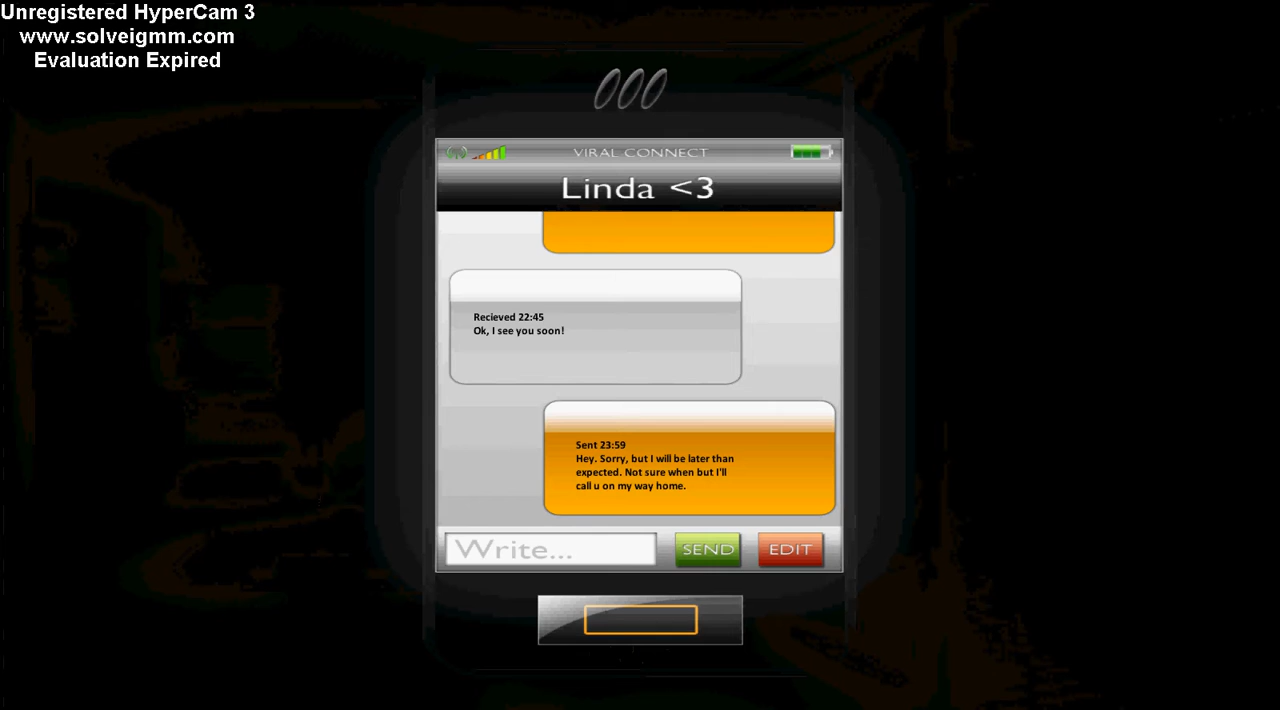 Unregistered HyperCam 3
www.solveigmm.com
Evaluation Expired
VIRAL CONNECT
Linda <3
Recieved 22:45
Ok, I see you soon!
Sent 23:59
Hey. Sorry, but I will be later than
expected. Not sure when but I'll
call u on my way home.
Write...
SEND
EDIT